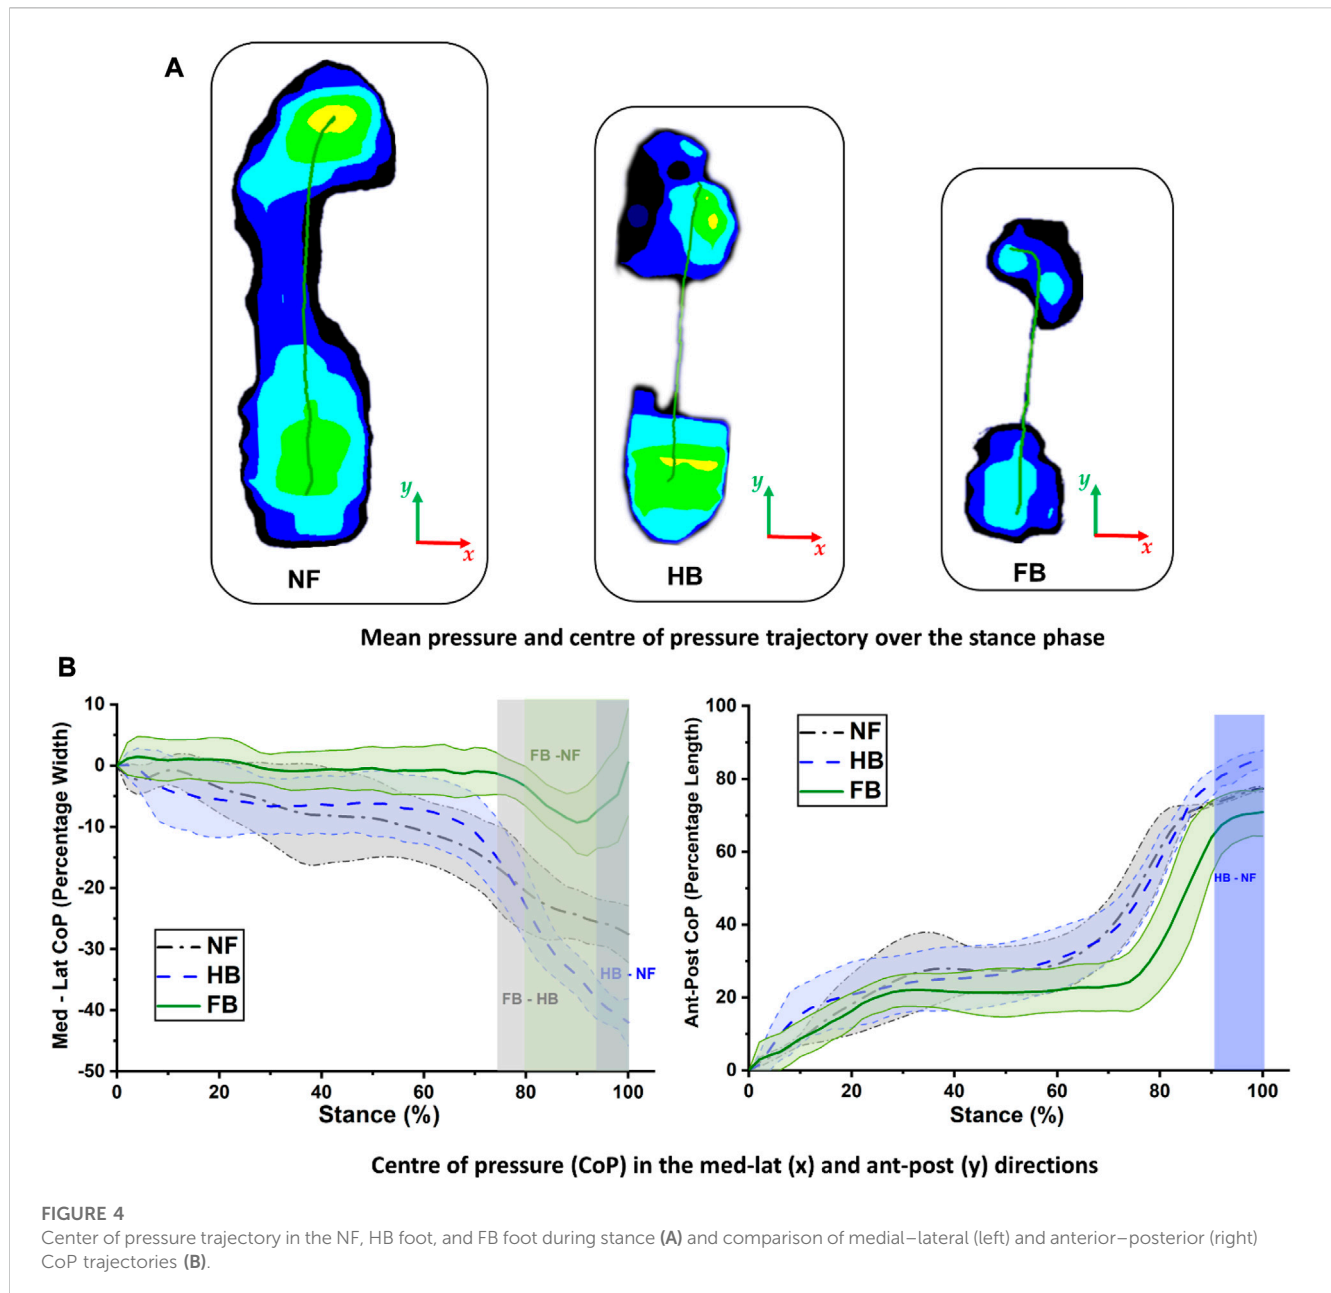 A
y
x
NF
y
x
HB
y
x
FB
Mean pressure and centre of pressure trajectory over the stance phase
B
Med - Lat CoP (Percentage Width)
10
0
-10
-20
-30
-40
-50
0
20
40
60
80
100
Stance (%)
NF
HB
FB
FB -NF
FB - HB
HB - NF
Ant-Post CoP (Percentage Length)
100
80
60
40
20
0
0
20
40
60
80
100
Stance (%)
NF
HB
FB
HB - NF
Centre of pressure (CoP) in the med-lat (x) and ant-post (y) directions
FIGURE 4
Center of pressure trajectory in the NF, HB foot, and FB foot during stance (A) and comparison of medial–lateral (left) and anterior–posterior (right)
CoP trajectories (B).